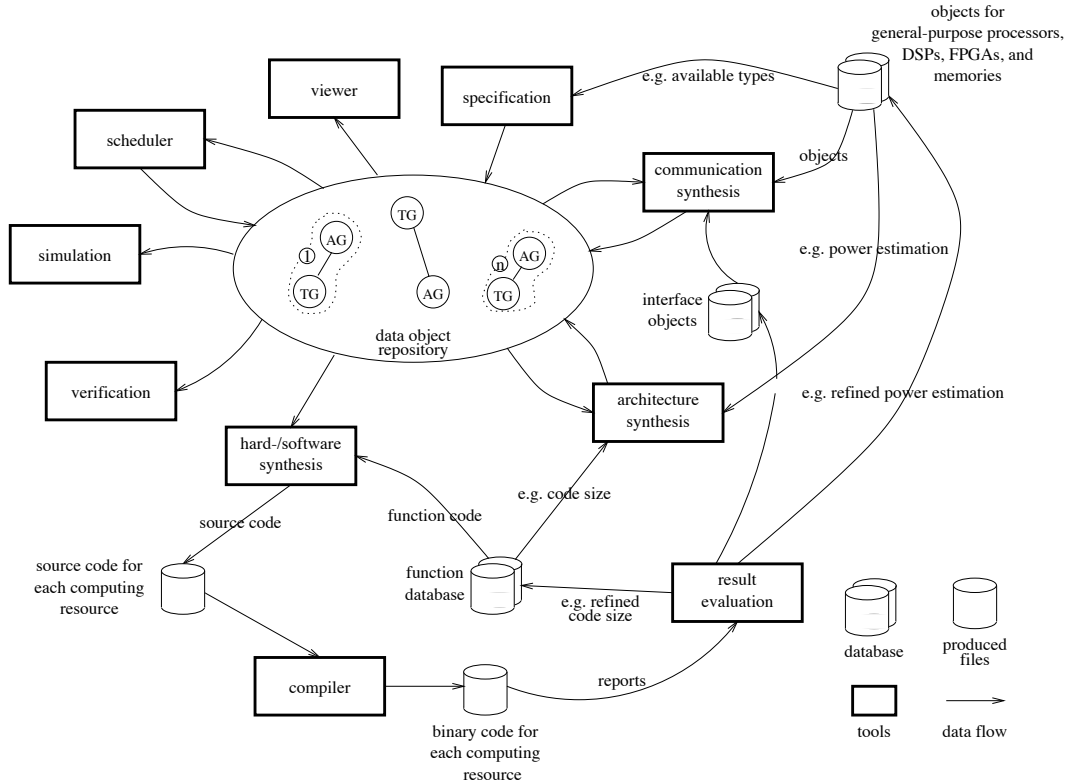 objects for
general-purpose processors,
DSPs, FPGAs, and
memories
viewer
specification
e.g. available types
scheduler
objects
communication
synthesis
TG
AG
1
AG
n
simulation
e.g. power estimation
TG
AG
TG
interface
objects
data object
repository
verification
architecture
synthesis
e.g. refined power estimation
hard-/software
synthesis
e.g. code size
source code
function code
source code for
each computing
resource
function
database
e.g. refined
code size
result
evaluation
database
produced
files
compiler
reports
binary code for
each computing
resource
tools
data flow